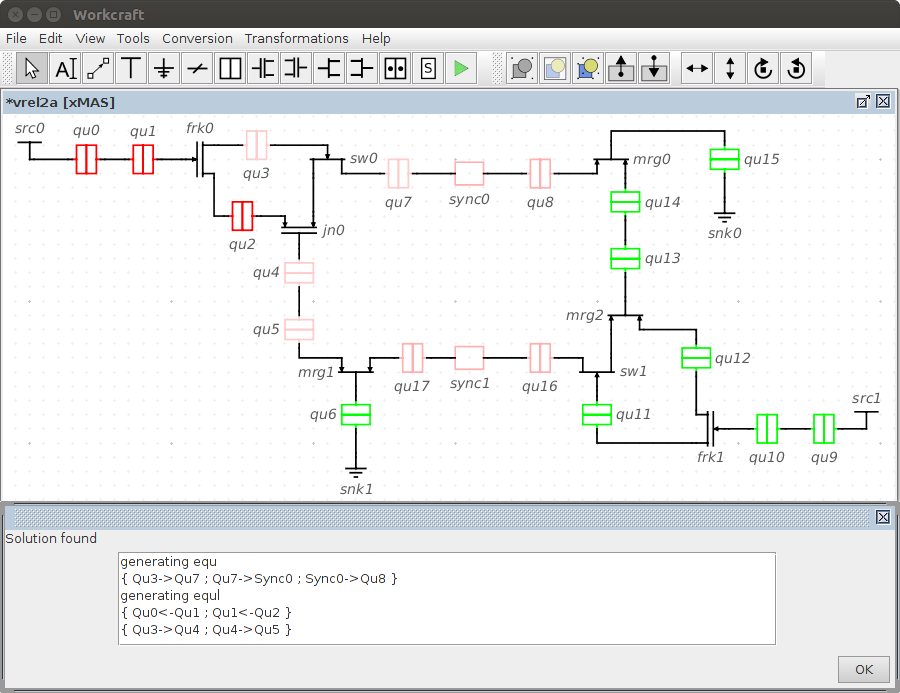 Workcraft
File Edit View Tools Conversion Transformations Help
AI S
*vrel2a [xMAS]
src0 qu0 qu1 frk0
qu3
sw0
qu7
sync0
qu8
mrg0
qu15
qu2
jn0
qu14
snk0
qu4
qu13
qu5
mrg2
mrg1
qu17
sync1
qu16
sw1
qu12
qu6
qu11
src1
frk1
qu10
qu9
snk1
Solution found
generating equ
{ Qu3->Qu7 ; Qu7->Sync0 ; Sync0->Qu8 }
generating equl
{ Qu0<-Qu1 ; Qu1<-Qu2 }
{ Qu3->Qu4 ; Qu4->Qu5 }
OK